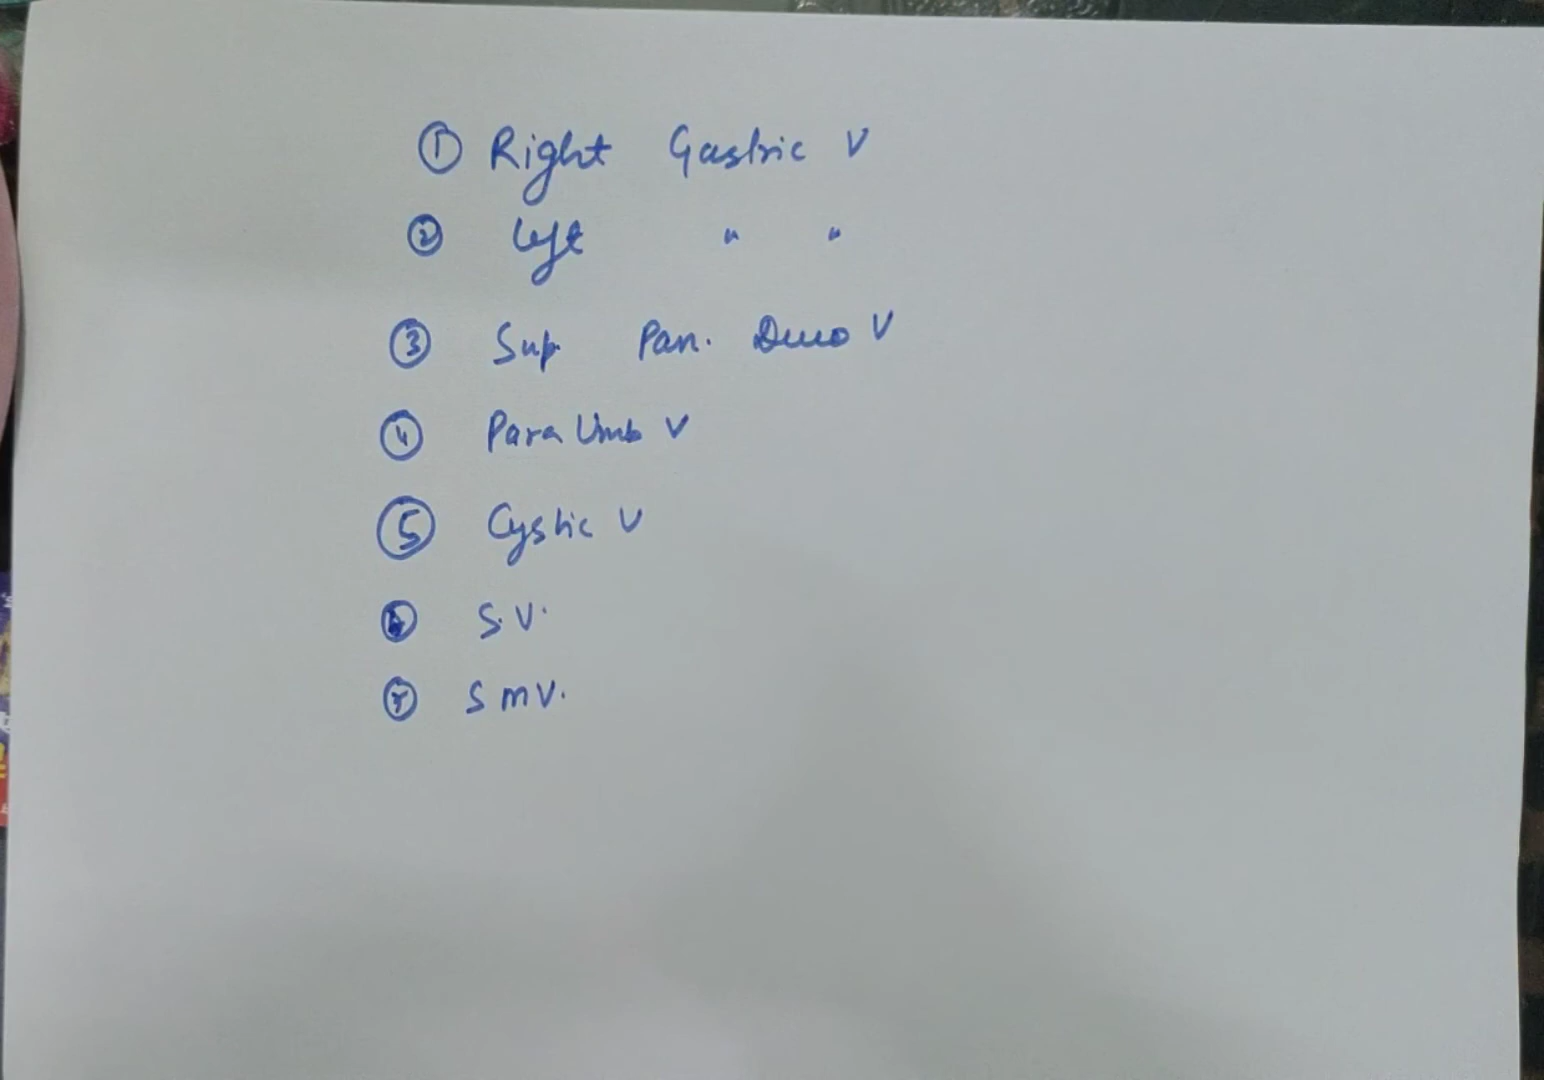 ① Right Gastric V
② Left " "
③ Sup. Pan. Duo V
④ Para Umb V
⑤ Cystic V
⑥ S.V.
⑦ SMV.